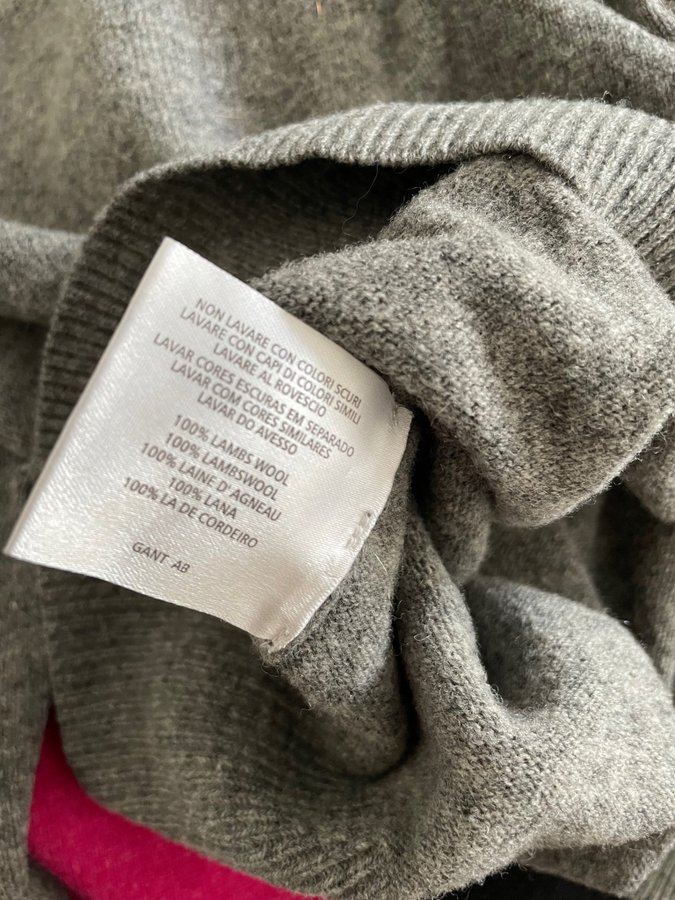 NON LAVARE CON COLORI SCURI
LAVARE CON CAPI DI COLORI SIMILI
LAVARE AL ROVESCIO
LAVAR CORES ESCURAS EM SEPARADO
LAVAR COM CORES SIMILARES
LAVAR DO AVESSO
100% LAMBS WOOL
100% LAMBSWOOL
100% LAINE D' AGNEAU
100% LANA
100% LA DE CORDEIRO
GANT AB